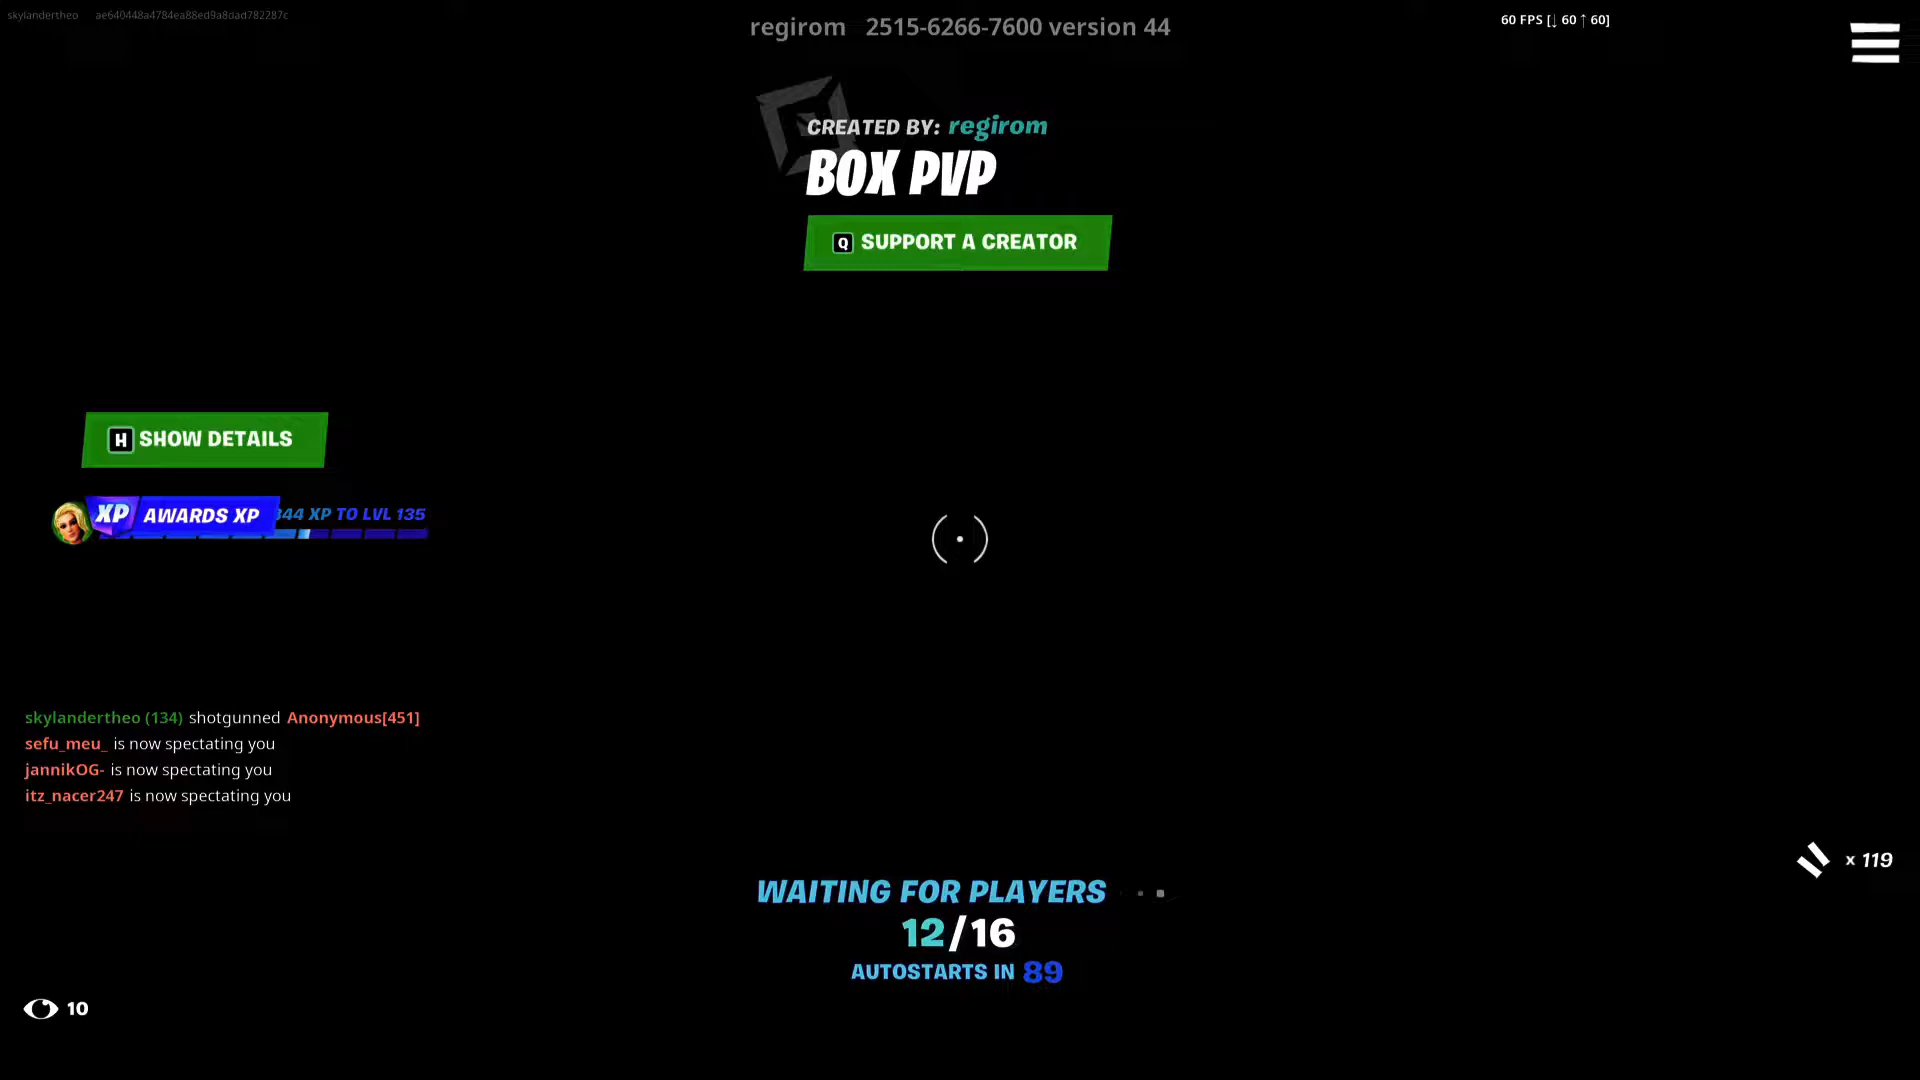 skylandertheo ae640448a4784ea88ed9a8dad782287c
regirom 2515-6266-7600 version 44
60 FPS [↓ 60 ↑ 60]
CREATED BY: regirom
BOX PVP
Q SUPPORT A CREATOR
H SHOW DETAILS
XP AWARDS XP 344 XP TO LVL 135
skylandertheo (134) shotgunned Anonymous[451]
sefu_meu_ is now spectating you
jannikOG- is now spectating you
itz_nacer247 is now spectating you
x 119
WAITING FOR PLAYERS
12/16
AUTOSTARTS IN 89
10